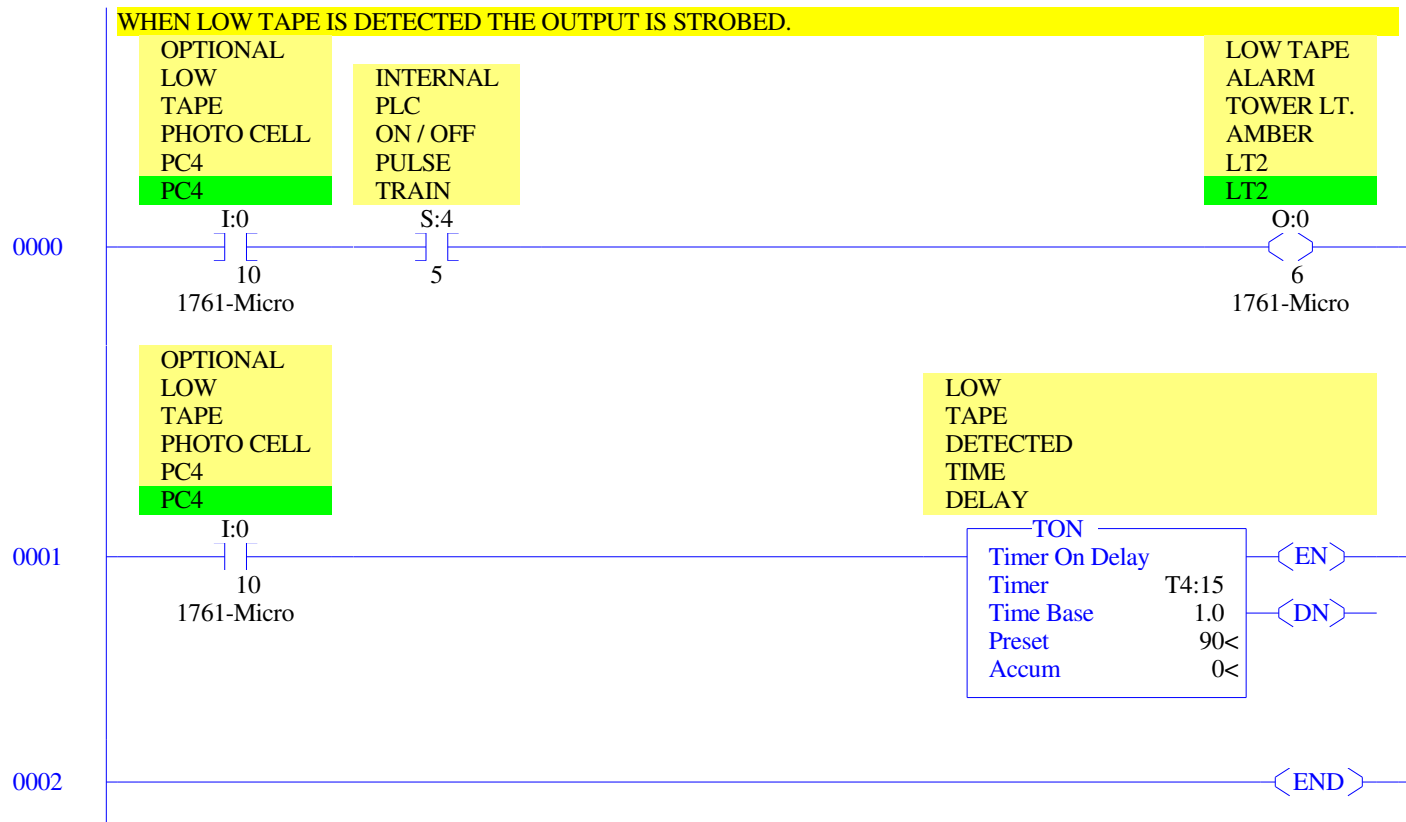 WHEN LOW TAPE IS DETECTED THE OUTPUT IS STROBED.
OPTIONAL
LOW
TAPE
PHOTO CELL
PC4
PC4
I:0
10
1761-Micro
INTERNAL
PLC
ON / OFF
PULSE
TRAIN
S:4
5
LOW TAPE
ALARM
TOWER LT.
AMBER
LT2
LT2
O:0
6
1761-Micro
0000
OPTIONAL
LOW
TAPE
PHOTO CELL
PC4
PC4
I:0
10
1761-Micro
LOW
TAPE
DETECTED
TIME
DELAY
0001
TON
Timer On Delay
Timer T4:15
Time Base 1.0
Preset 90<
Accum 0<
EN
DN
0002
END